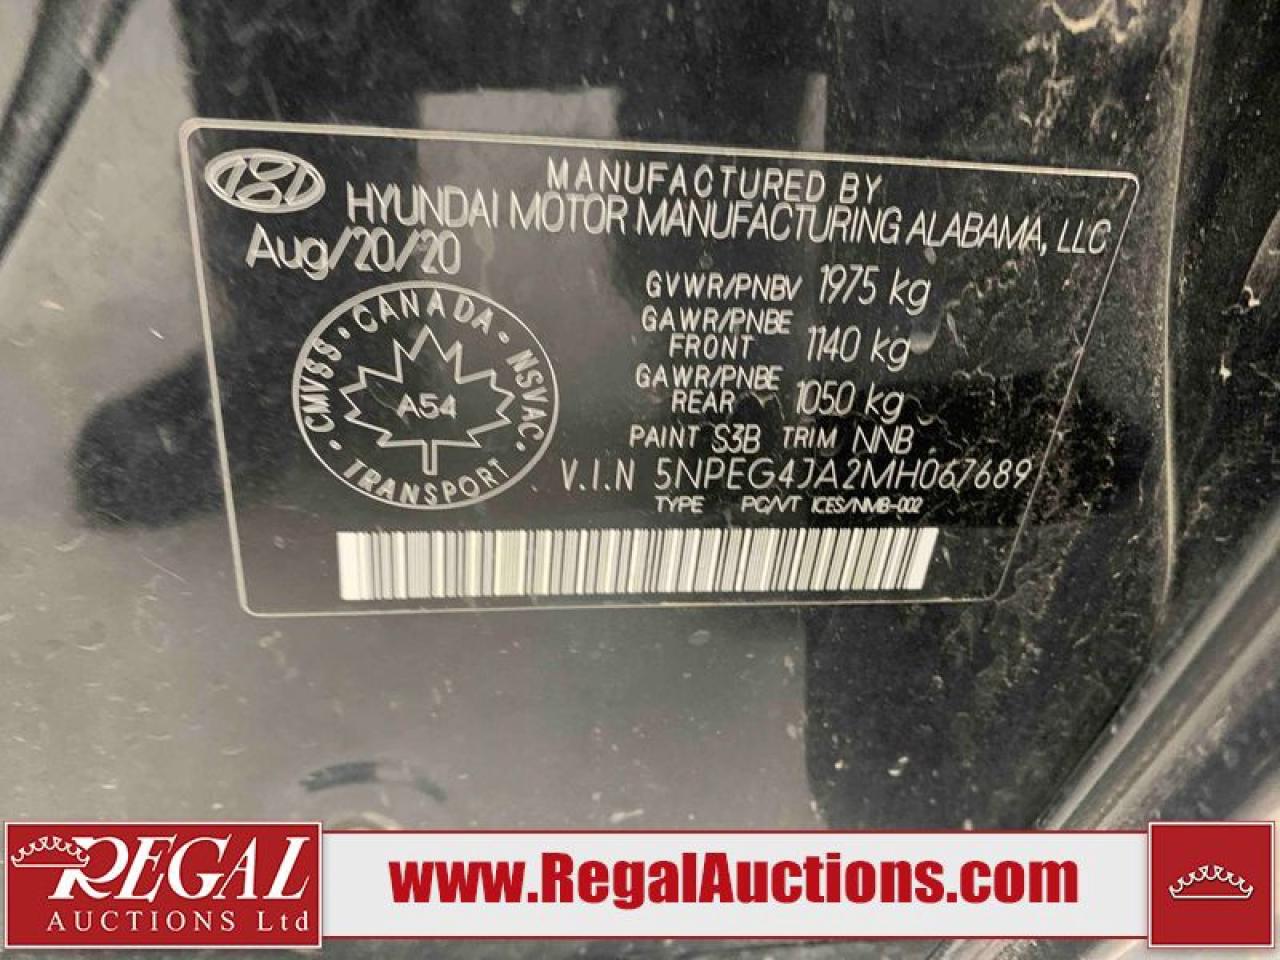 MANUFACTURED BY
HYUNDAI MOTOR MANUFACTURING ALABAMA, LLC
Aug/20/20
GVWR/PNBV 1975 kg
GAWR/PNBE
FRONT 1140 kg
GAWR/PNBE
REAR 1050 kg
PAINT S3B TRIM NNB
V.I.N 5NPEG4JA2MH067689
TYPE PC/VT ICES/NMB-002
CANADA
CMVSS · NSVAC
A54
TRANSPORT
REGAL
AUCTIONS Ltd
www.RegalAuctions.com